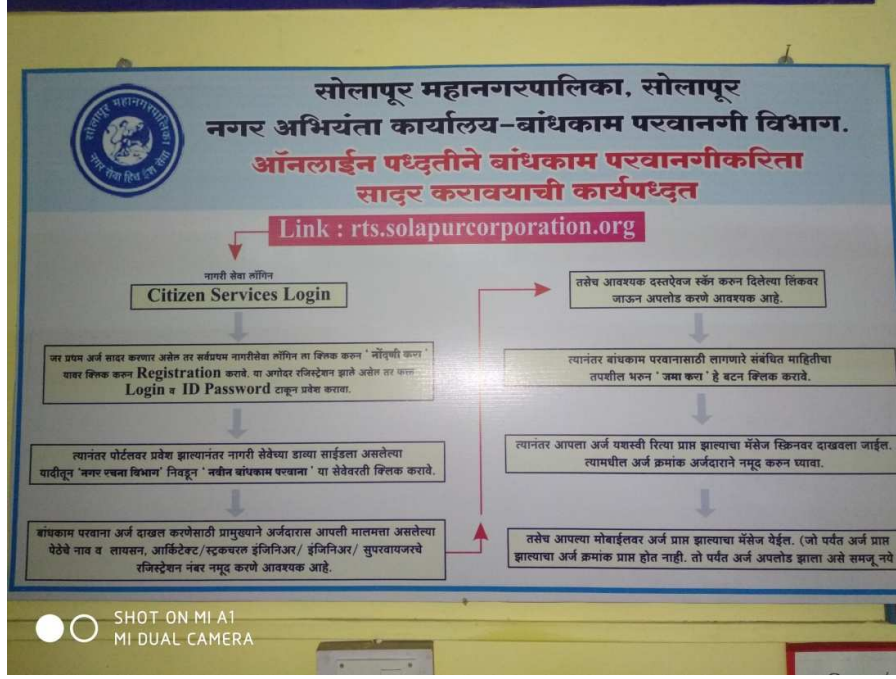 सोलापूर महानगरपालिका
नगर सेवा हिच ईश सेवा
सोलापूर महानगरपालिका, सोलापूर
नगर अभियंता कार्यालय-बांधकाम परवानगी विभाग.
ऑनलाईन पध्दतीने बांधकाम परवानगीकरिता
सादर करावयाची कार्यपध्दत
Link : rts.solapurcorporation.org
नागरी सेवा लॉगिन
Citizen Services Login
जर प्रथम अर्ज सादर करणार असेल तर सर्वप्रथम नागरीसेवा लॉगिन ला क्लिक करुन ' नोंदणी करा '
यावर क्लिक करुन Registration करावे. या अगोदर रजिस्ट्रेशन झाले असेल तर फक्त
Login व ID Password टाकून प्रवेश करावा.
त्यानंतर पोर्टलवर प्रवेश झाल्यानंतर नागरी सेवेच्या डाव्या साईडला असलेल्या
यादीतून 'नगर रचना विभाग' निवडून ' नवीन बांधकाम परवाना ' या सेवेवरती क्लिक करावे.
बांधकाम परवाना अर्ज दाखल करणेसाठी प्रामुख्याने अर्जदारास आपली मालमत्ता असलेल्या
पेठेचे नाव व लायसन, आर्किटेक्ट/स्ट्रकचरल इंजिनिअर/ इंजिनिअर/ सुपरवायजरचे
रजिस्ट्रेशन नंबर नमूद करणे आवश्यक आहे.
तसेच आवश्यक दस्तऐवज स्कॅन करुन दिलेल्या लिंकवर
जाऊन अपलोड करणे आवश्यक आहे.
त्यानंतर बांधकाम परवानासाठी लागणारे संबंधित माहितीचा
तपशील भरुन ' जमा करा ' हे बटन क्लिक करावे.
त्यानंतर आपला अर्ज यशस्वी रित्या प्राप्त झाल्याचा मॅसेज स्क्रिनवर दाखवला जाईल.
त्यामधील अर्ज क्रमांक अर्जदाराने नमूद करुन घ्यावा.
तसेच आपल्या मोबाईलवर अर्ज प्राप्त झाल्याचा मॅसेज येईल. (जो पर्यंत अर्ज प्राप्त
झाल्याचा अर्ज क्रमांक प्राप्त होत नाही. तो पर्यंत अर्ज अपलोड झाला असे समजू नये
SHOT ON MI A1
MI DUAL CAMERA